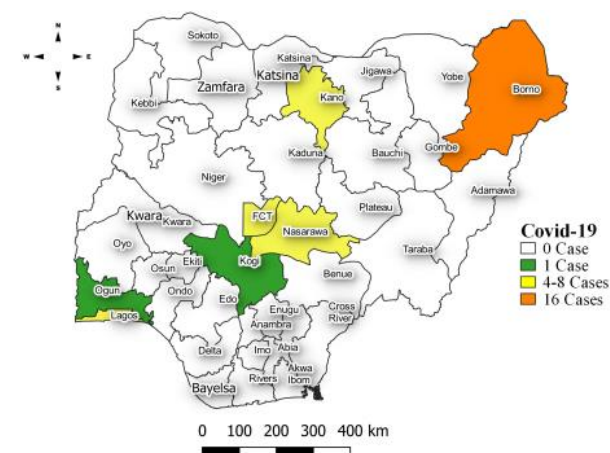 N
W E
S
Sokoto
Katsina
Katsina
Jigawa
Yobe
Borno
Zamfara
Kebbi
Kano
Gombe
Kaduna
Bauchi
Adamawa
Niger
Kwara
Kwara
FCT
Nasarawa
Plateau
Taraba
Oyo
Osun
Ekiti
Kogi
Benue
Ogun
Ondo
Edo
Lagos
Enugu
Anambra
Cross
River
Delta
Imo
Abia
Akwa
Ibom
Rivers
Bayelsa
Covid-19
0 Case
1 Case
4-8 Cases
16 Cases
0 100 200 300 400 km